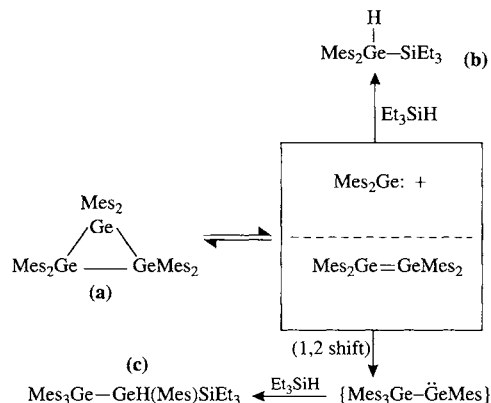 H
Mes₂Ge—SiEt₃ (b)
Et₃SiH
Mes₂Ge: +
Mes₂
Ge
Mes₂Ge GeMes₂
(a)
Mes₂Ge=GeMes₂
(1,2 shift)
(c)
Mes₃Ge—GeH(Mes)SiEt₃ Et₃SiH {Mes₃Ge—G̈eMes}